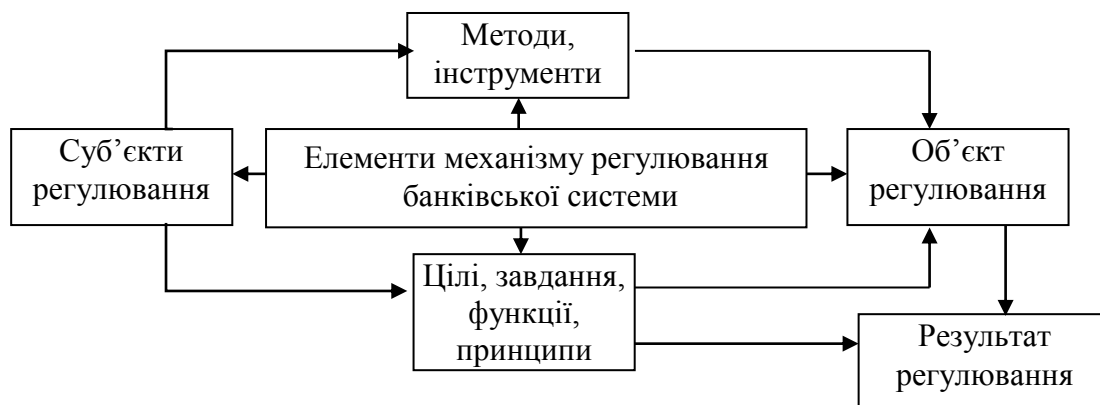 Методи,
інструменти
Суб’єкти
регулювання
Елементи механізму регулювання
банківської системи
Об’єкт
регулювання
Цілі, завдання,
функції,
принципи
Результат
регулювання